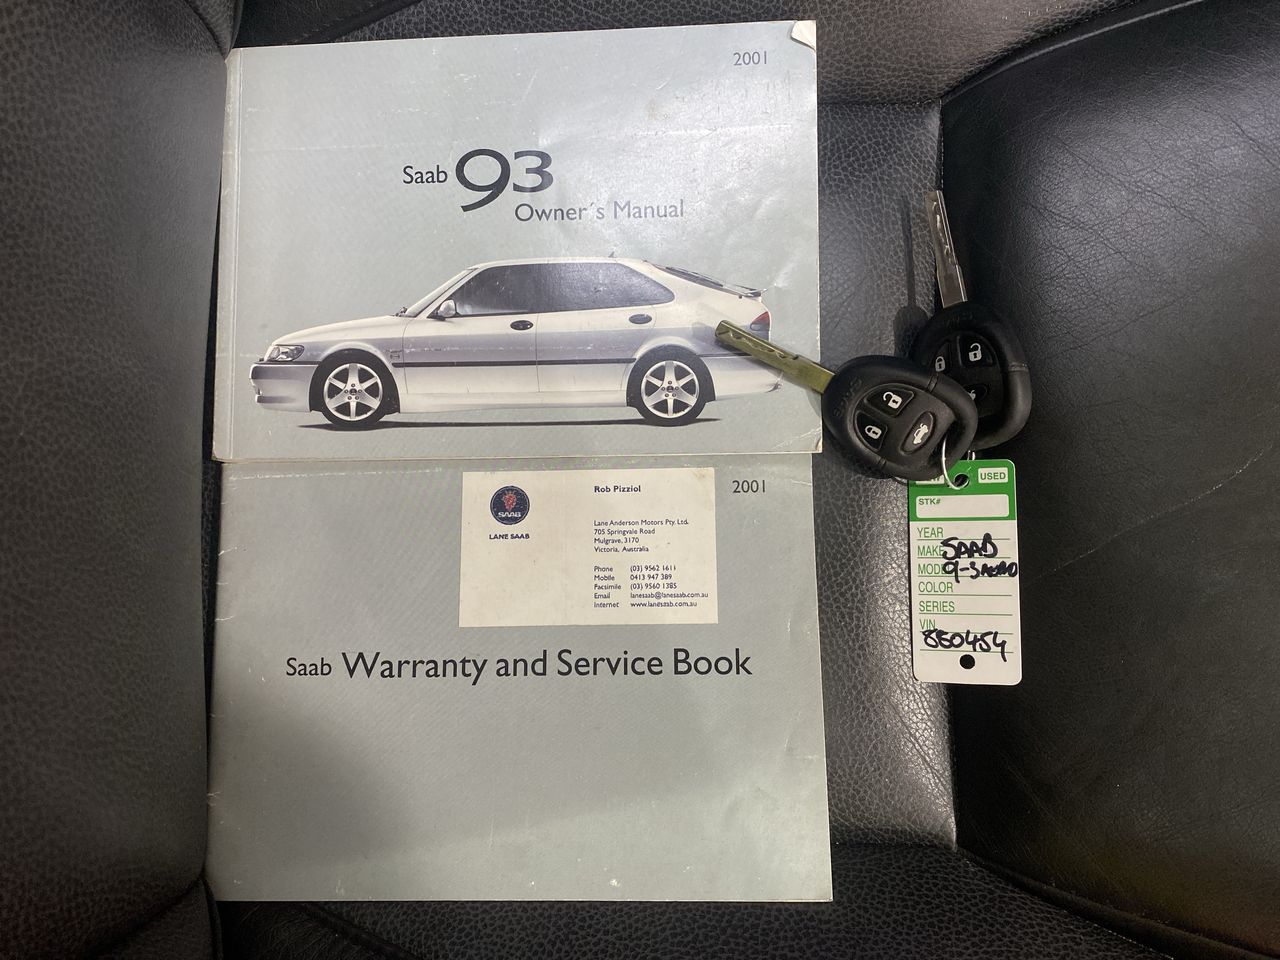 2001
Saab 93
Owner's Manual
2001
SAAB
LANE SAAB
Rob Pizziol
Lane Anderson Motors Pty. Ltd.
705 Springvale Road
Mulgrave, 3170
Victoria, Australia
Phone (03) 9562 1611
Mobile 0413 947 389
Facsimile (03) 9560 1385
Email lanesaab@lanesaab.com.au
Internet www.lanesaab.com.au
Saab Warranty and Service Book
USED
STK#
YEAR
MAKE SAAB
MODEL 9-3
COLOR
SERIES
VIN